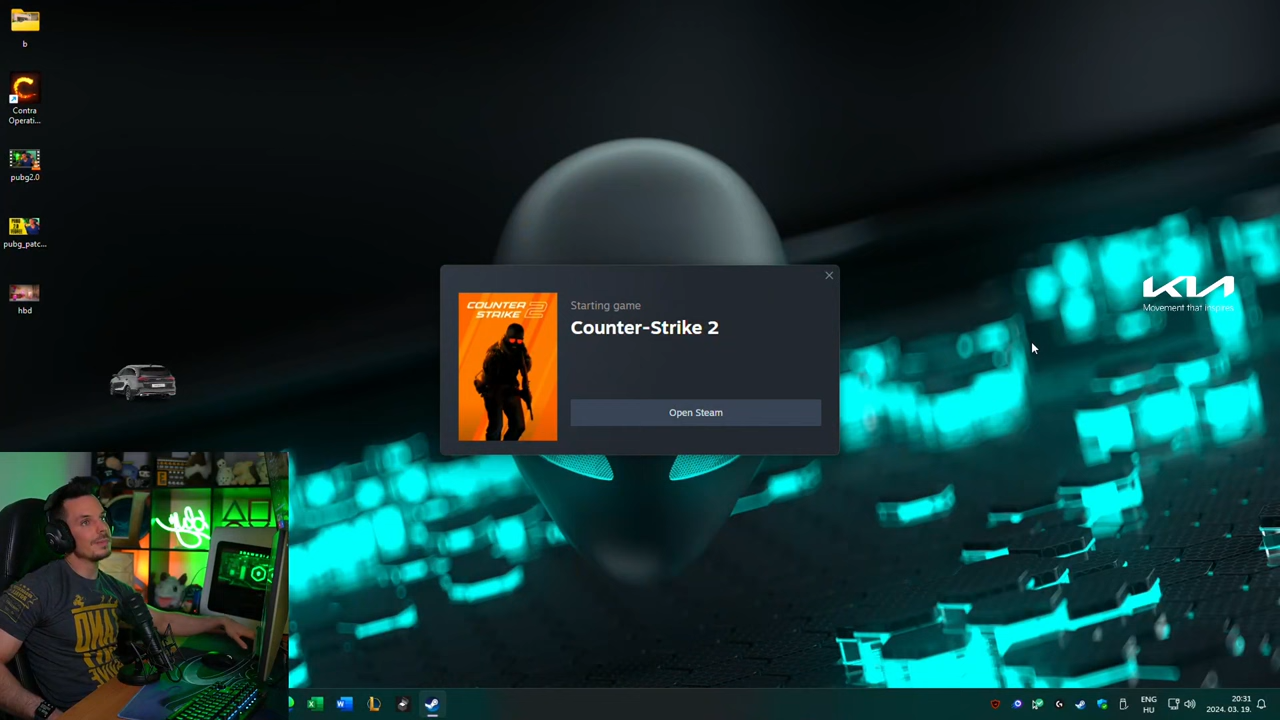 b
Contra
Operati...
pubg2.0
pubg_patc...
hbd
COUNTER
STRIKE 2
Starting game
Counter-Strike 2
Open Steam
KIA
Movement that inspires
ENG
HU
20:31
2024. 03. 19.